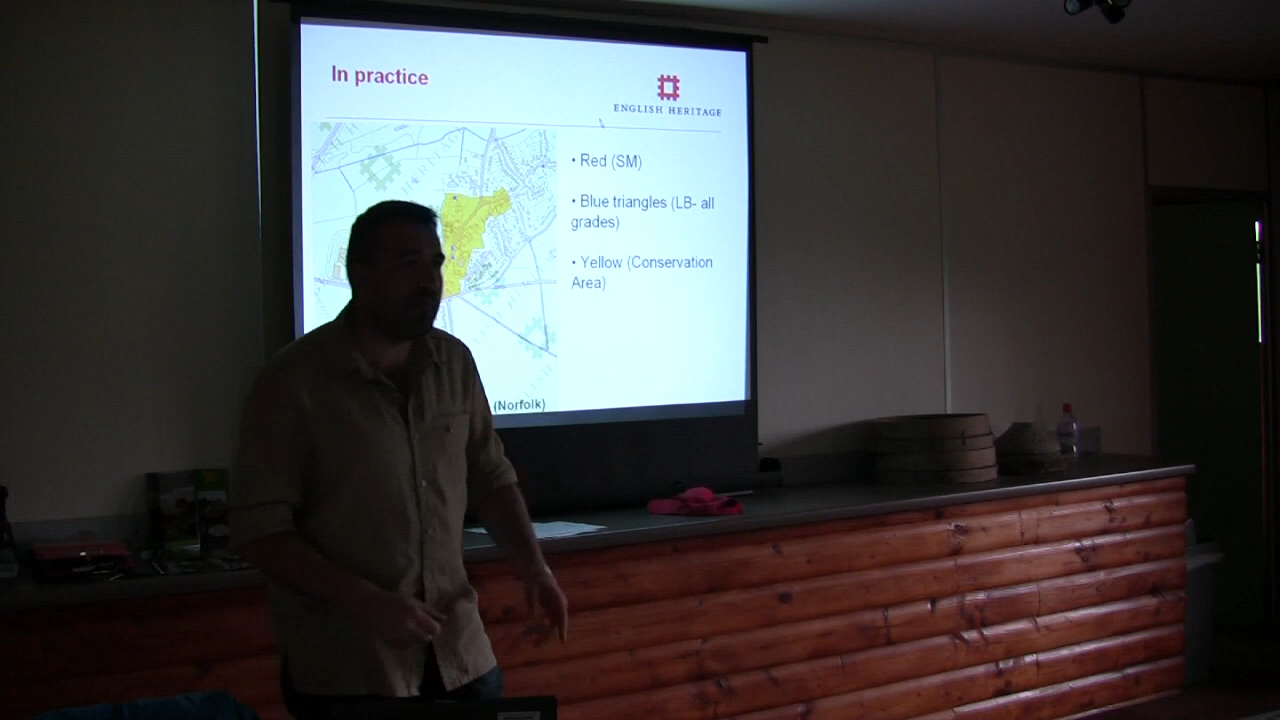 In practice
ENGLISH HERITAGE
• Red (SM)
• Blue triangles (LB- all
grades)
• Yellow (Conservation
Area)
(Norfolk)